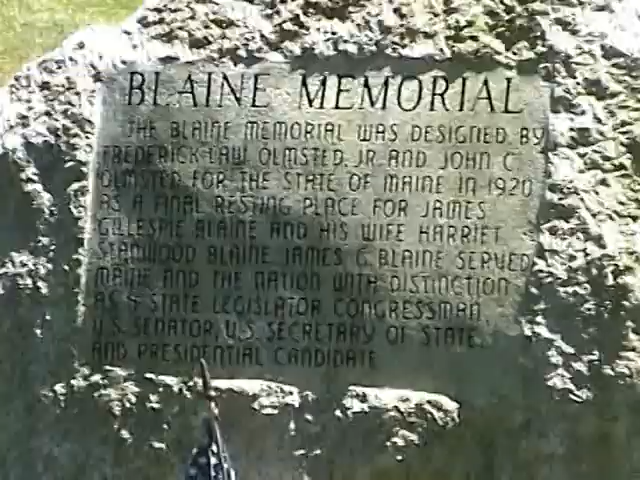 BLAINE MEMORIAL
THE BLAINE MEMORIAL WAS DESIGNED BY
FREDERICK LAW OLMSTED, JR. AND JOHN C.
OLMSTED FOR THE STATE OF MAINE IN 1920
AS A FINAL RESTING PLACE FOR JAMES
GILLESPIE BLAINE AND HIS WIFE HARRIET
STANWOOD BLAINE. JAMES G. BLAINE SERVED
MAINE AND THE NATION WITH DISTINCTION
AS A STATE LEGISLATOR, CONGRESSMAN,
U.S. SENATOR, U.S. SECRETARY OF STATE,
AND PRESIDENTIAL CANDIDATE